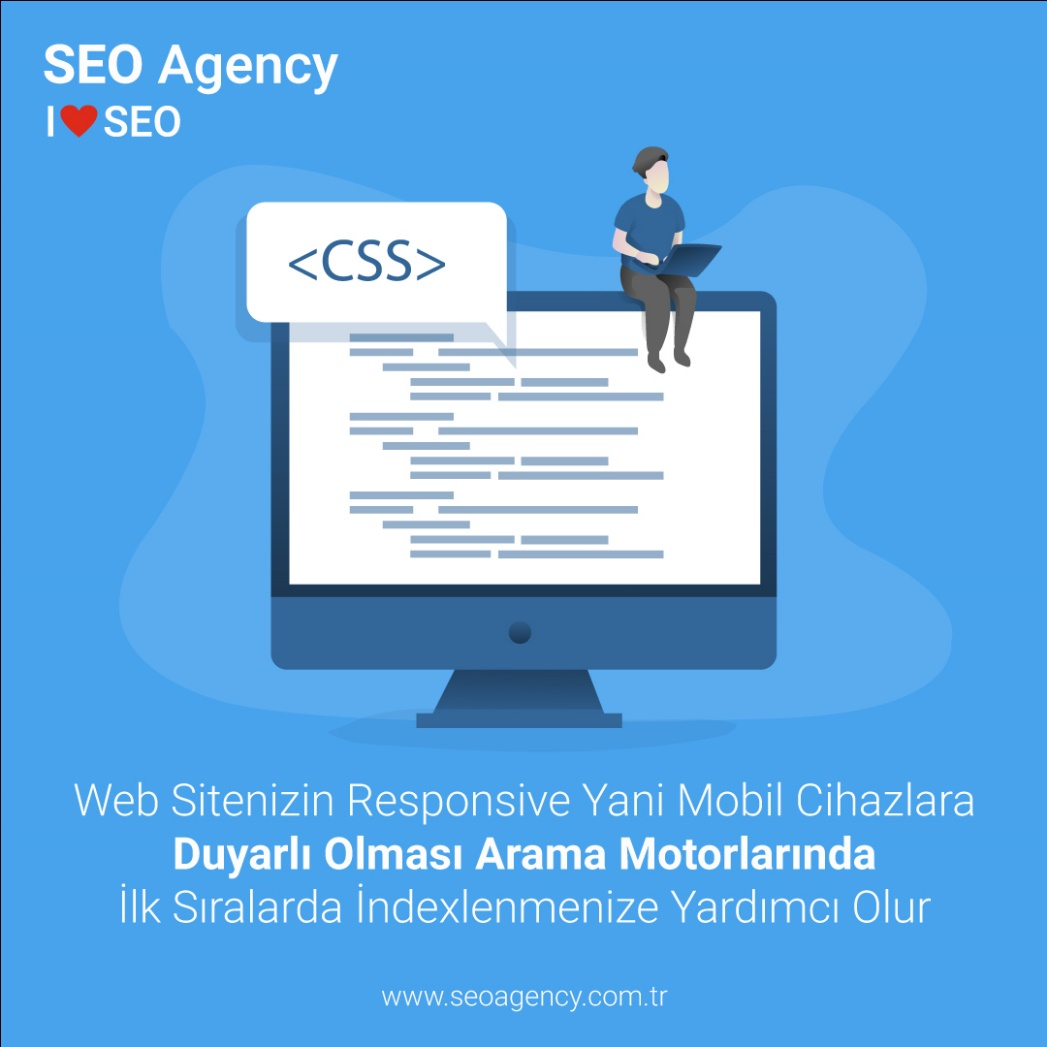 SEO Agency
I❤SEO
<CSS>
Web Sitenizin Responsive Yani Mobil Cihazlara
Duyarlı Olması Arama Motorlarında
İlk Sıralarda İndexlenmenize Yardımcı Olur
www.seoagency.com.tr